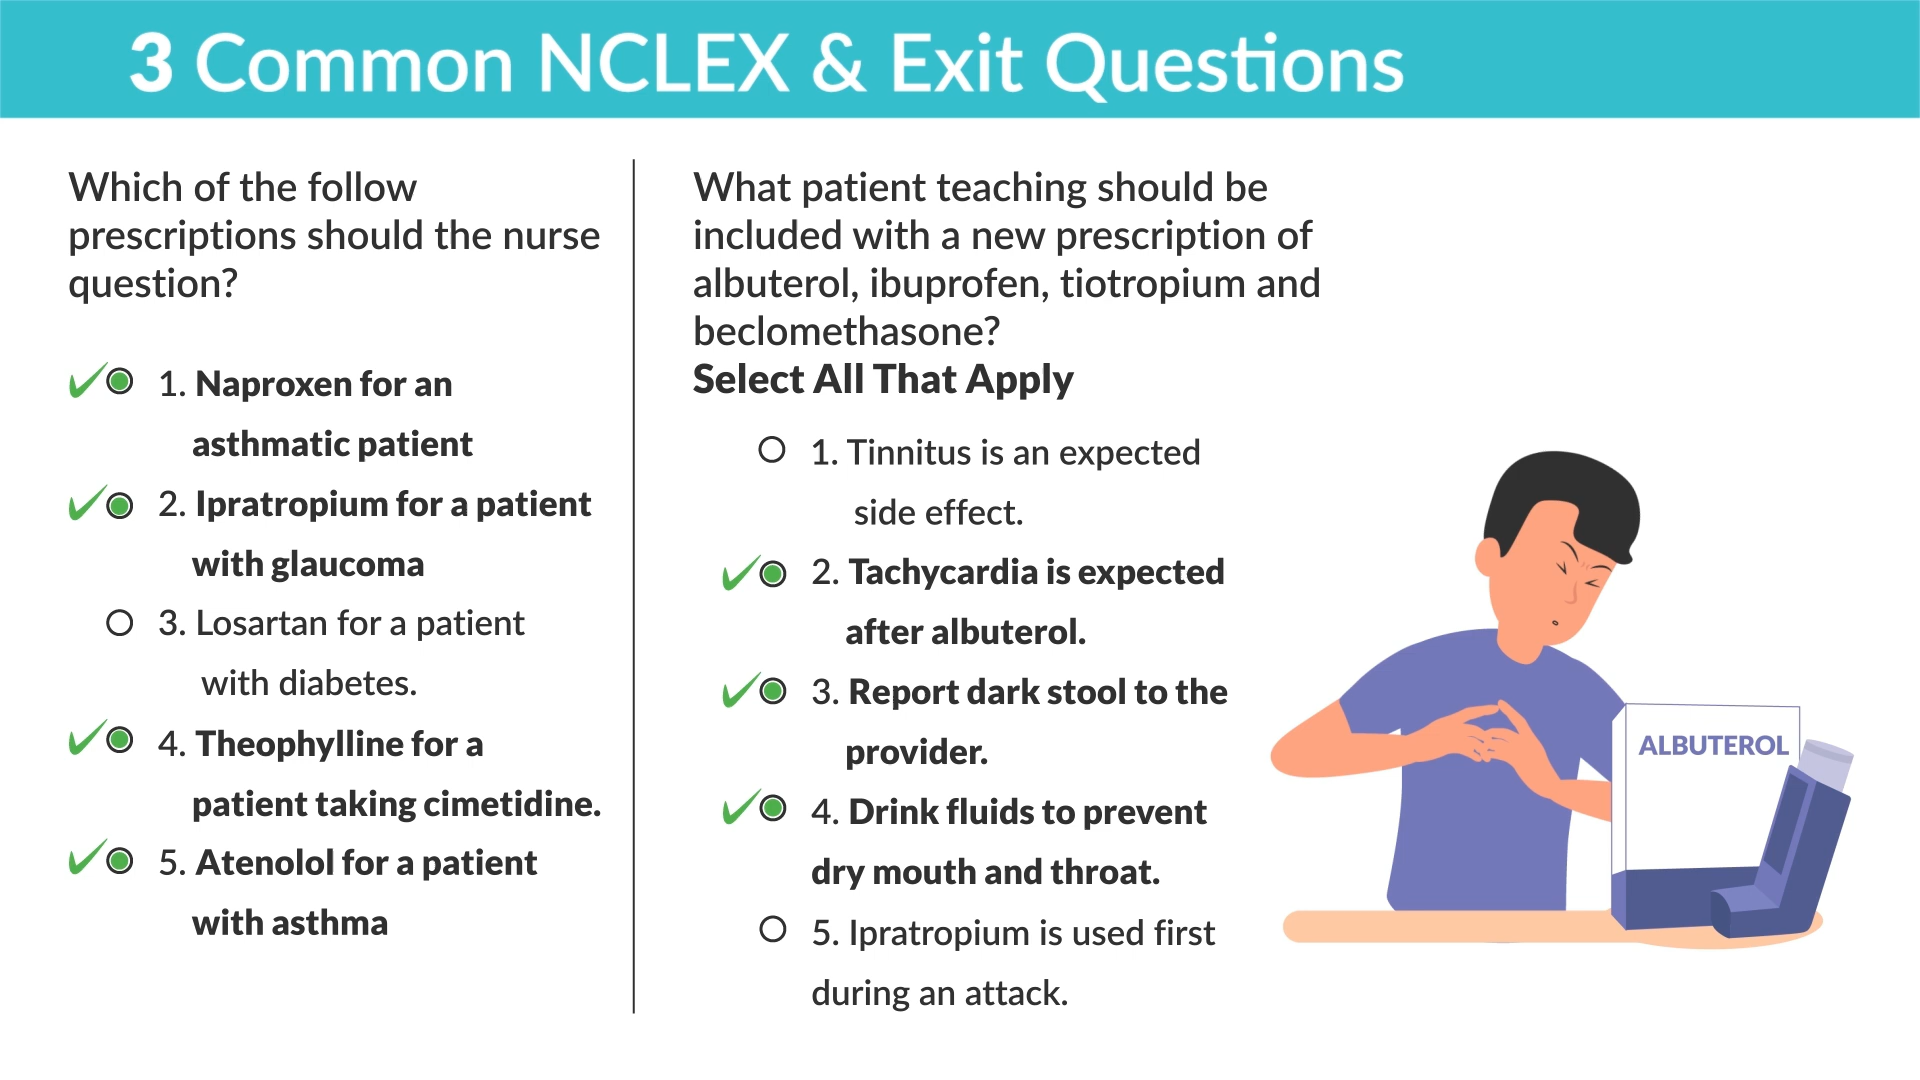 3 Common NCLEX & Exit Questions
Which of the follow
prescriptions should the nurse
question?
1. Naproxen for an
asthmatic patient
2. Ipratropium for a patient
with glaucoma
3. Losartan for a patient
with diabetes.
4. Theophylline for a
patient taking cimetidine.
5. Atenolol for a patient
with asthma
What patient teaching should be
included with a new prescription of
albuterol, ibuprofen, tiotropium and
beclomethasone?
Select All That Apply
1. Tinnitus is an expected
side effect.
2. Tachycardia is expected
after albuterol.
3. Report dark stool to the
provider.
4. Drink fluids to prevent
dry mouth and throat.
5. Ipratropium is used first
during an attack.
ALBUTEROL